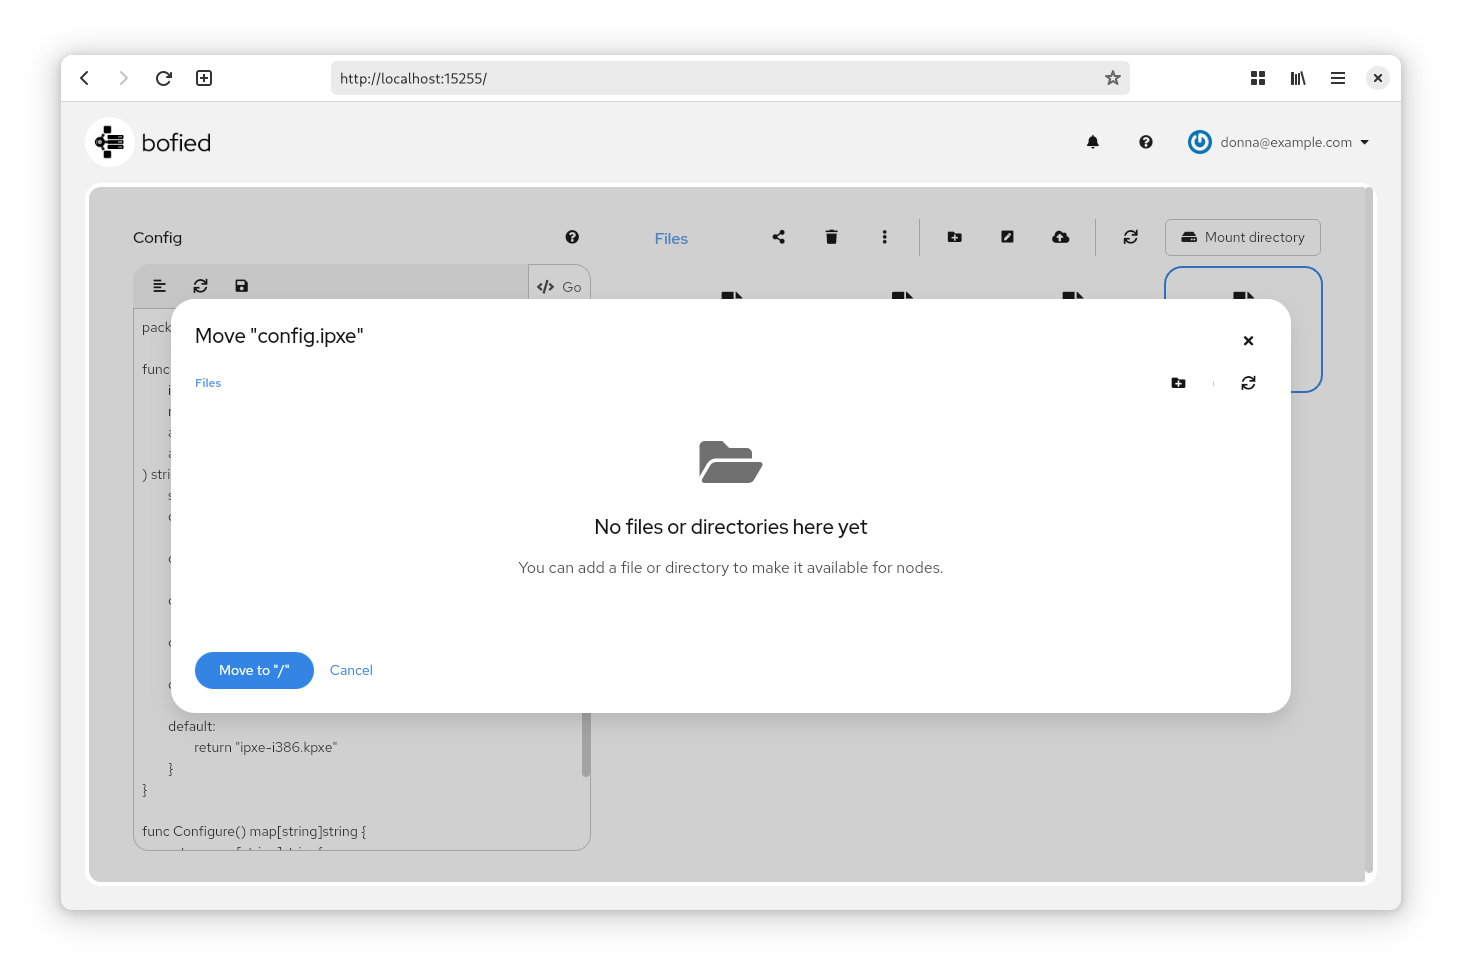 http://localhost:15255/
bofied
donna@example.com
Config
Files
Mount directory
Go
pack
func
Move "config.ipxe"
Files
) stri
No files or directories here yet
You can add a file or directory to make it available for nodes.
Move to "/"
Cancel
default:
return "ipxe-i386.kpxe"
}
}
func Configure() map[string]string {